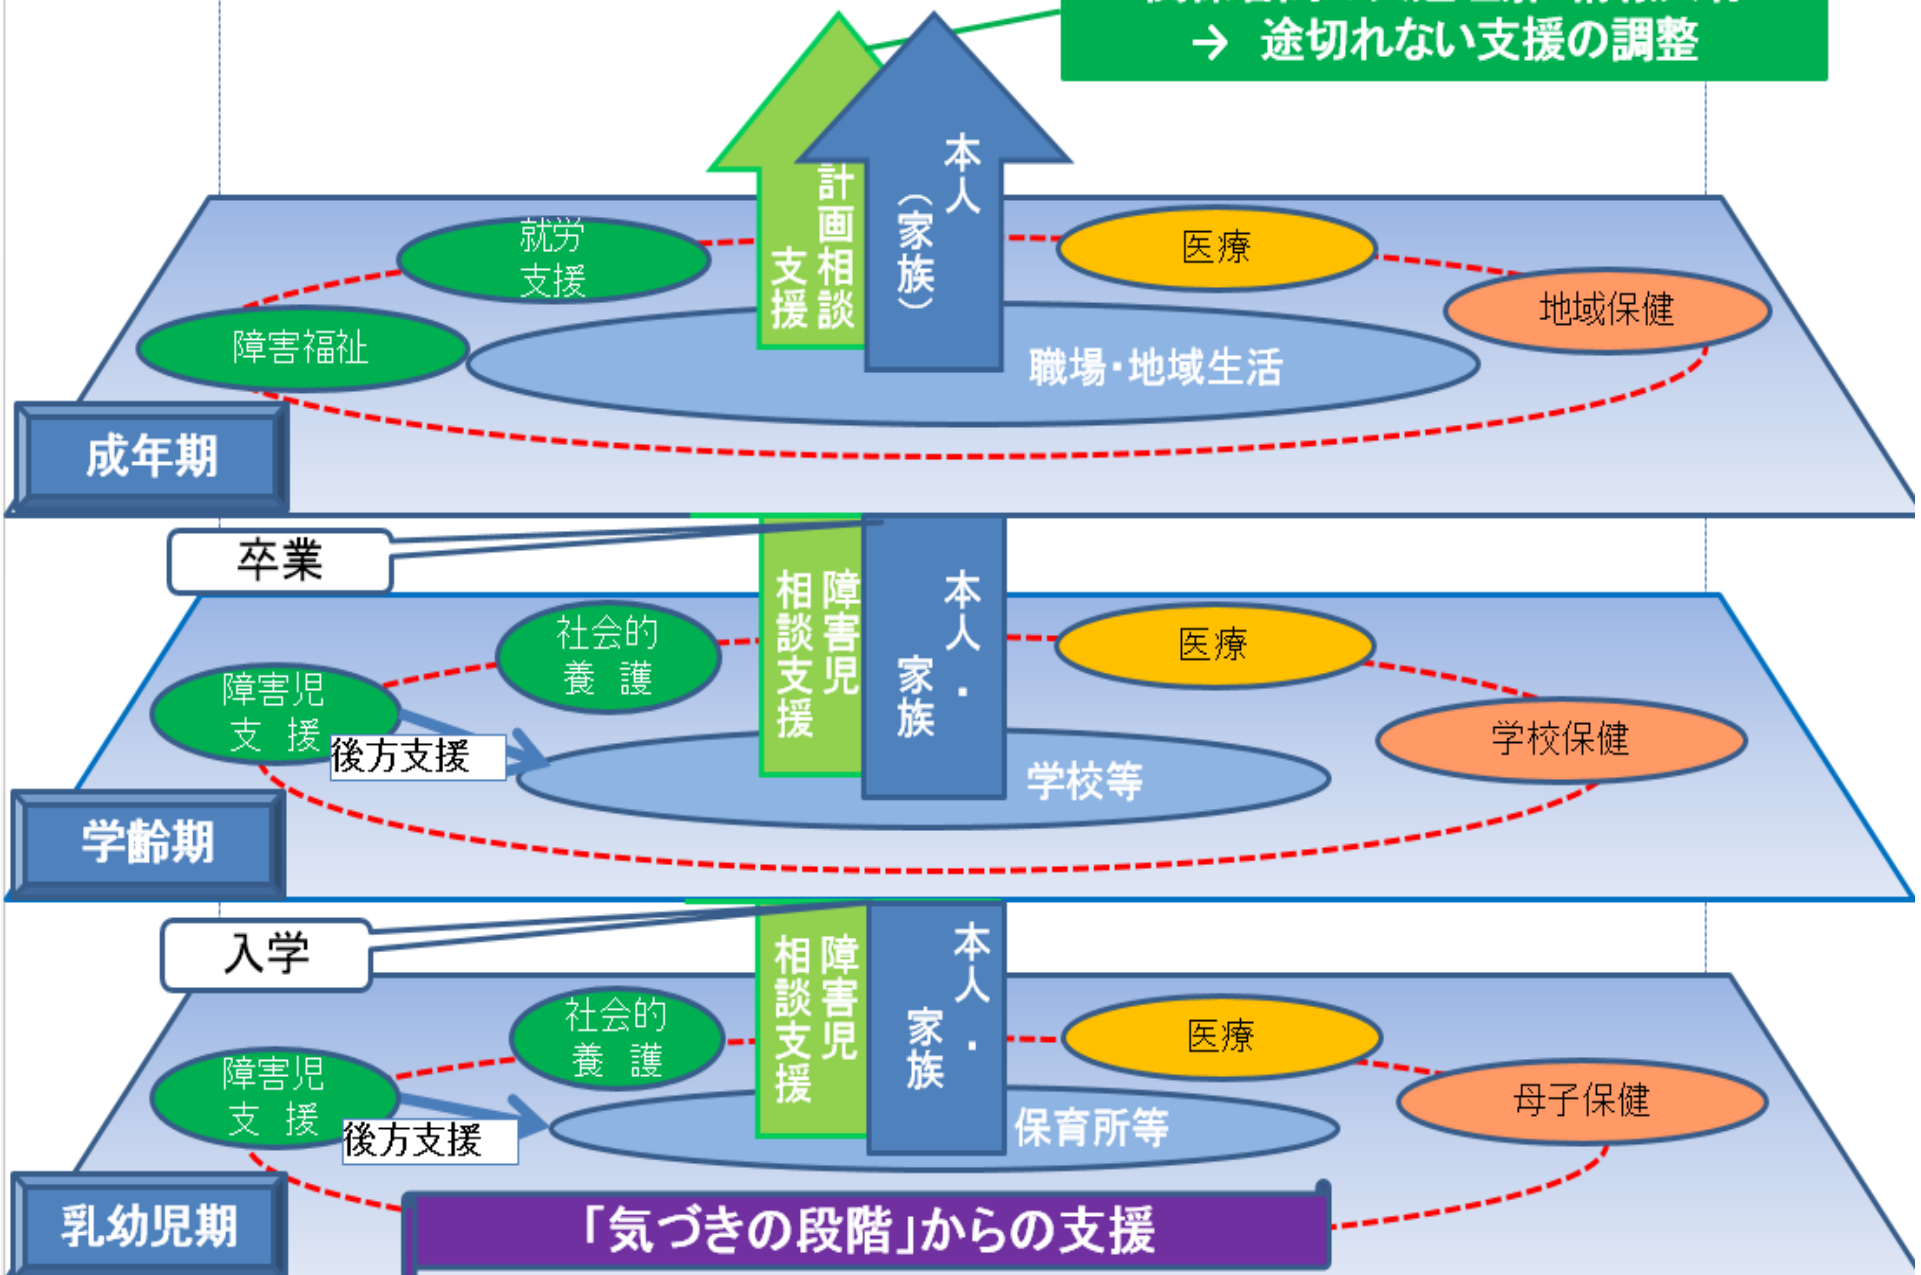 → 途切れない支援の調整
計画相談
支援
本人
（家族）
就労
支援
医療
地域保健
障害福祉
職場・地域生活
成年期
卒業
障害児
相談支援
本人・
家族
社会的
養 護
医療
障害児
支 援
後方支援
学校保健
学校等
学齢期
入学
障害児
相談支援
本人・
家族
社会的
養 護
医療
障害児
支 援
後方支援
母子保健
保育所等
乳幼児期
「気づきの段階」からの支援